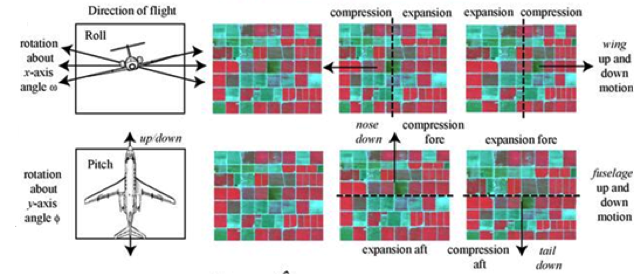 Direction of flight
compression
expansion
expansion
compression
Roll
rotation
about
x-axis
angle ω
wing
up and
down
motion
up/down
nose
down
compression
fore
expansion fore
Pitch
rotation
about
y-axis
angle ϕ
fuselage
up and
down
motion
expansion aft
compression
aft
tail
down